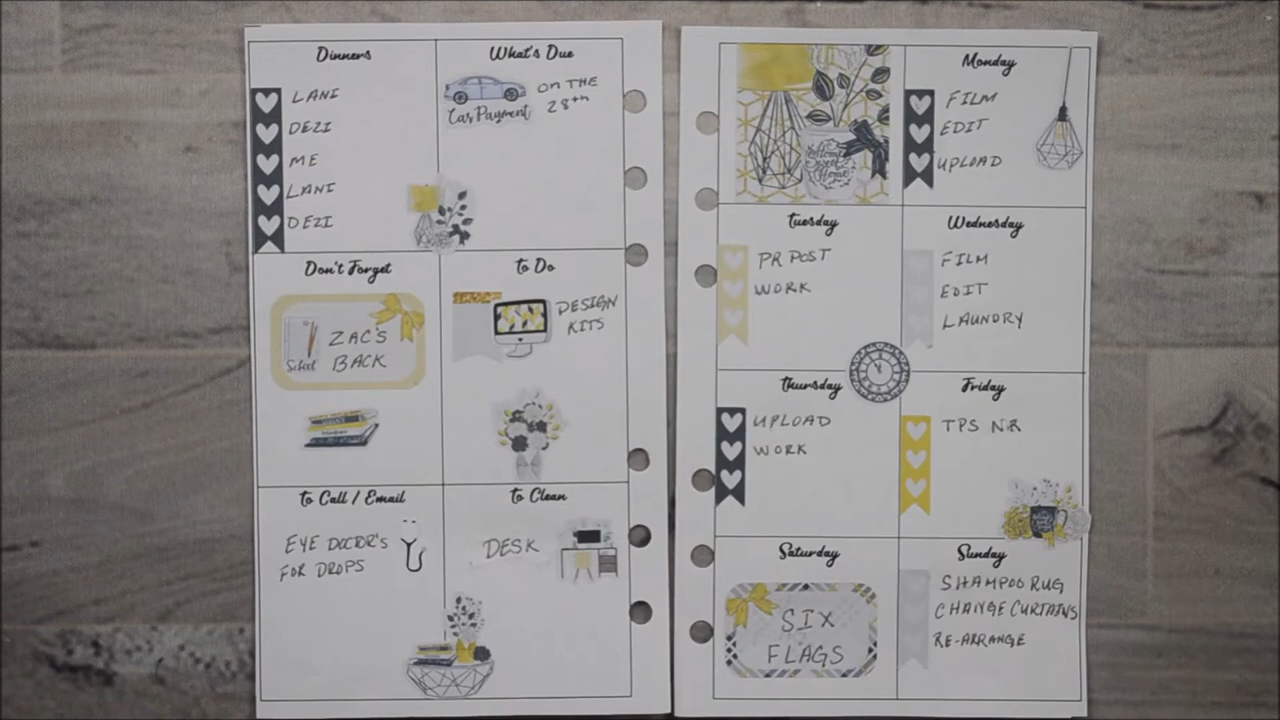 Dinners
LANI
DEZI
ME
LANI
DEZI
What's Due
Car Payment
ON THE
28th
Don't Forget
School
ZAC'S
BACK
to Do
DESIGN
KITS
to Call / Email
EYE DOCTOR'S
FOR DROPS
to Clean
DESK
Home
Sweet
Home
Monday
FILM
EDIT
UPLOAD
tuesday
PR POST
WORK
Wednesday
FILM
EDIT
LAUNDRY
thursday
UPLOAD
WORK
Friday
TPS NR
Saturday
SIX
FLAGS
Sunday
SHAMPOO RUG
CHANGE CURTAINS
RE-ARRANGE